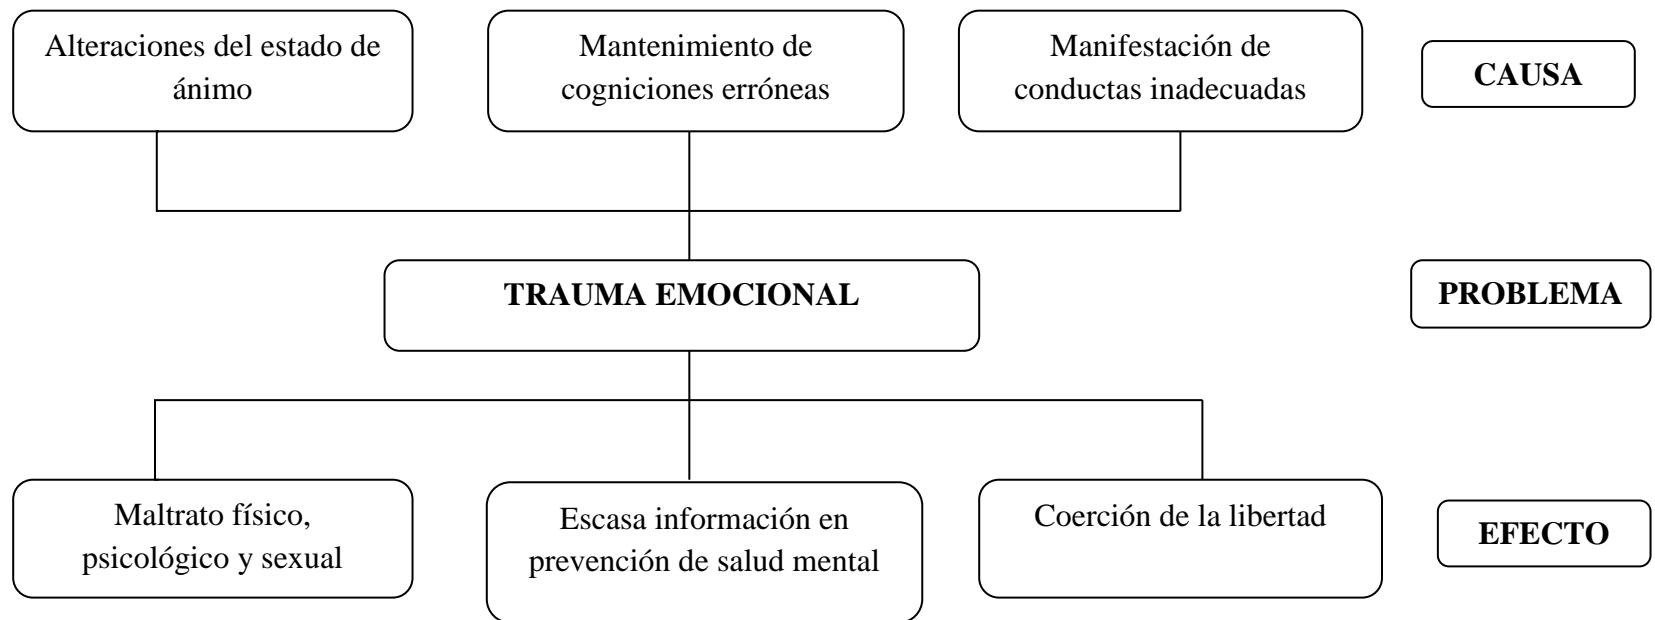 Alteraciones del estado de
ánimo
Mantenimiento de
cogniciones erróneas
Manifestación de
conductas inadecuadas
CAUSA
TRAUMA EMOCIONAL
PROBLEMA
Maltrato físico,
psicológico y sexual
Escasa información en
prevención de salud mental
Coerción de la libertad
EFECTO